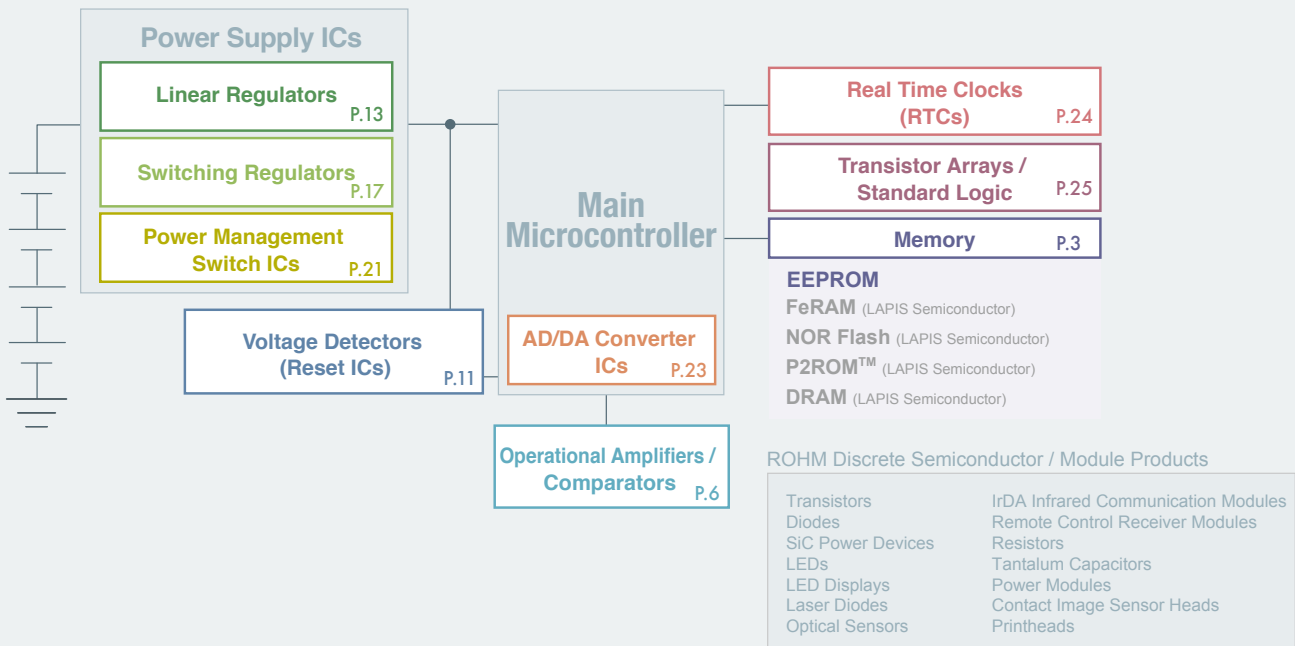 Power Supply ICs
Linear Regulators
P.13
Switching Regulators
P.17
Power Management
Switch ICs
P.21
Voltage Detectors
(Reset ICs)
P.11
Main
Microcontroller
AD/DA Converter
ICs
P.23
Operational Amplifiers /
Comparators
P.6
Real Time Clocks
(RTCs)
P.24
Transistor Arrays /
Standard Logic
P.25
Memory
P.3
EEPROM
FeRAM (LAPIS Semiconductor)
NOR Flash (LAPIS Semiconductor)
P2ROM™ (LAPIS Semiconductor)
DRAM (LAPIS Semiconductor)
ROHM Discrete Semiconductor / Module Products
Transistors
Diodes
SiC Power Devices
LEDs
LED Displays
Laser Diodes
Optical Sensors
IrDA Infrared Communication Modules
Remote Control Receiver Modules
Resistors
Tantalum Capacitors
Power Modules
Contact Image Sensor Heads
Printheads